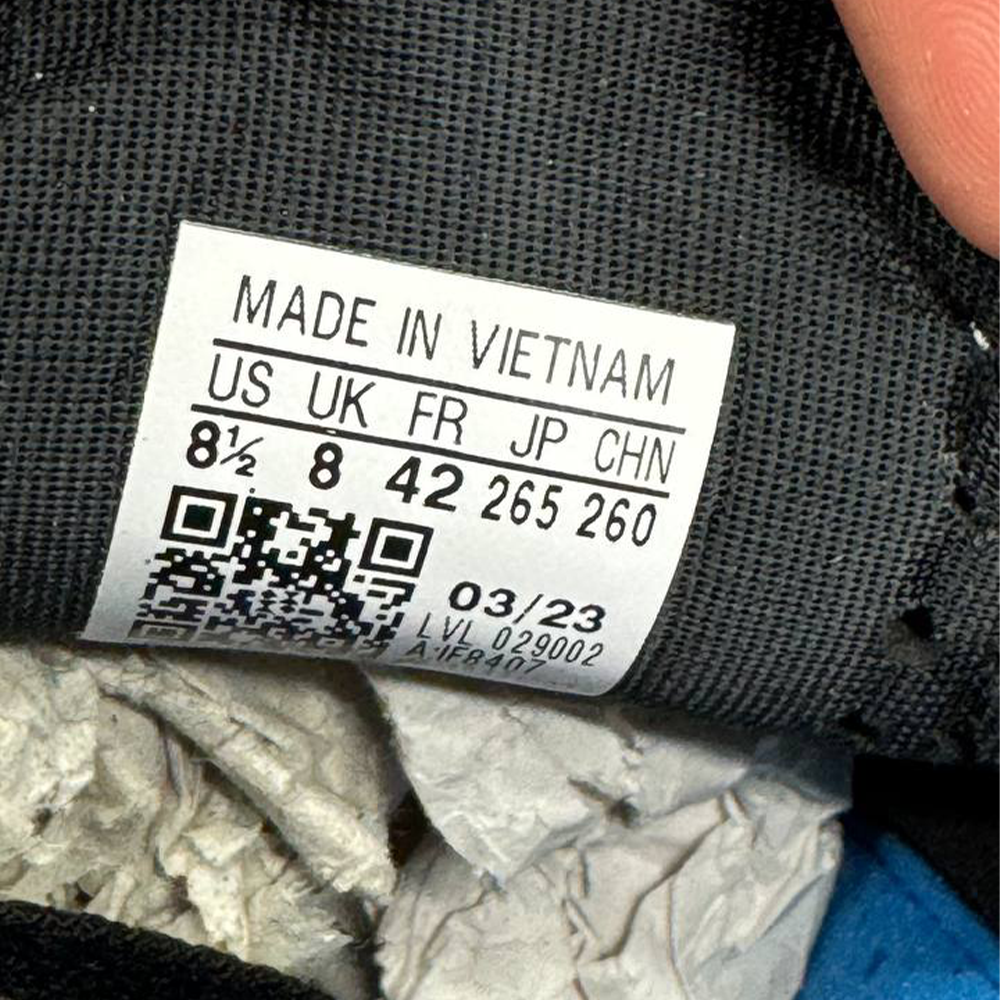 MADE IN VIETNAM
US UK FR JP CHN
8½ 8 42 265 260
03/23
LVL 029002